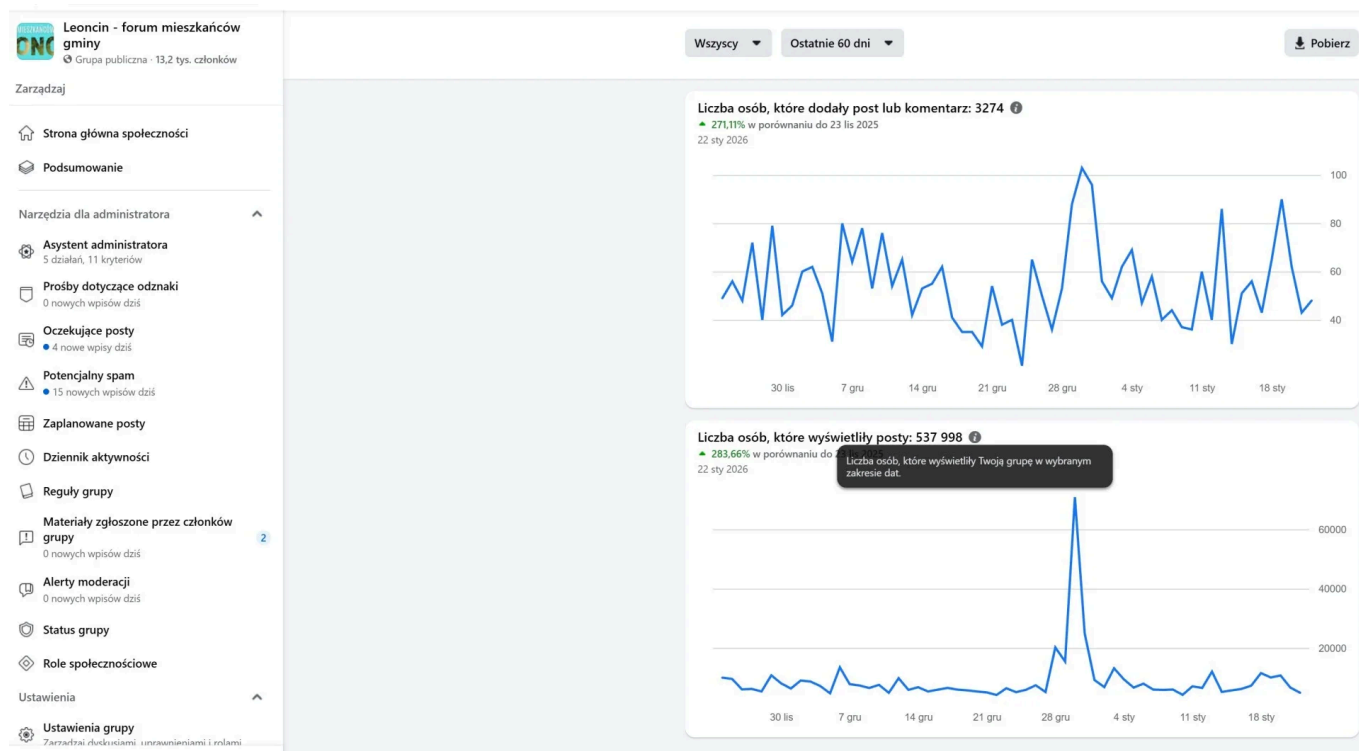 MIESZKAŃCÓW
Leoncin - forum mieszkańców
gminy
Grupa publiczna · 13,2 tys. członków
Zarządzaj
Strona główna społeczności
Podsumowanie
Narzędzia dla administratora
Asystent administratora
5 działań, 11 kryteriów
Prośby dotyczące odznaki
0 nowych wpisów dziś
Oczekujące posty
4 nowe wpisy dziś
Potencjalny spam
15 nowych wpisów dziś
Zaplanowane posty
Dziennik aktywności
Reguły grupy
Materiały zgłoszone przez członków
grupy
2
0 nowych wpisów dziś
Alerty moderacji
0 nowych wpisów dziś
Status grupy
Role społecznościowe
Ustawienia
Ustawienia grupy
Zarządzaj dyskusjami, uprawnieniami i rolami
Wszyscy
Ostatnie 60 dni
Pobierz
Liczba osób, które dodały post lub komentarz: 3274
271,11% w porównaniu do 23 lis 2025
22 sty 2026
100
80
60
40
30 lis 7 gru 14 gru 21 gru 28 gru 4 sty 11 sty 18 sty
Liczba osób, które wyświetliły posty: 537 998
283,66% w porównaniu do 23 lis 2025
22 sty 2026
Liczba osób, które wyświetliły Twoją grupę w wybranym
zakresie dat.
60000
40000
20000
30 lis 7 gru 14 gru 21 gru 28 gru 4 sty 11 sty 18 sty